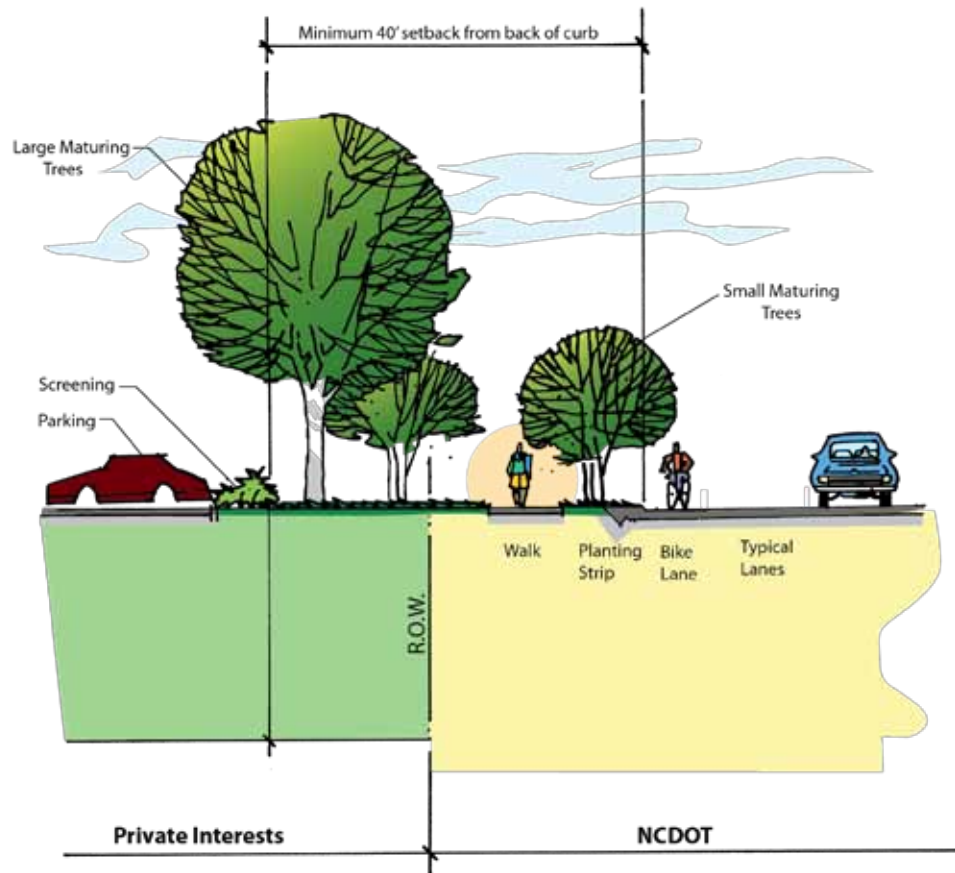 Minimum 40' setback from back of curb
Large Maturing
Trees
Small Maturing
Trees
Screening
Parking
Walk
Planting
Strip
Bike
Lane
Typical
Lanes
R.O.W.
Private Interests
NCDOT